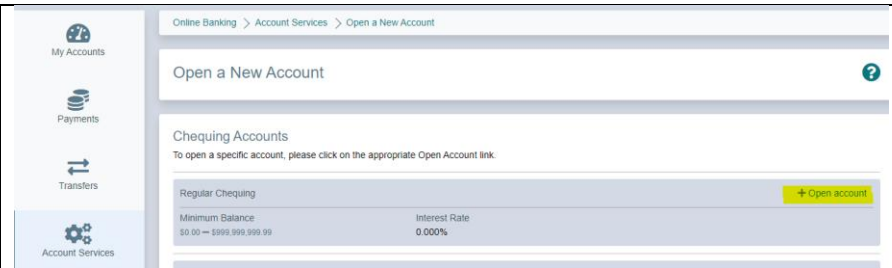 Online Banking > Account Services > Open a New Account
My Accounts
Open a New Account
?
Payments
Chequing Accounts
To open a specific account, please click on the appropriate Open Account link.
Transfers
Regular Chequing + Open account
Minimum Balance Interest Rate
$0.00 — $999,999,999.99 0.000%
Account Services